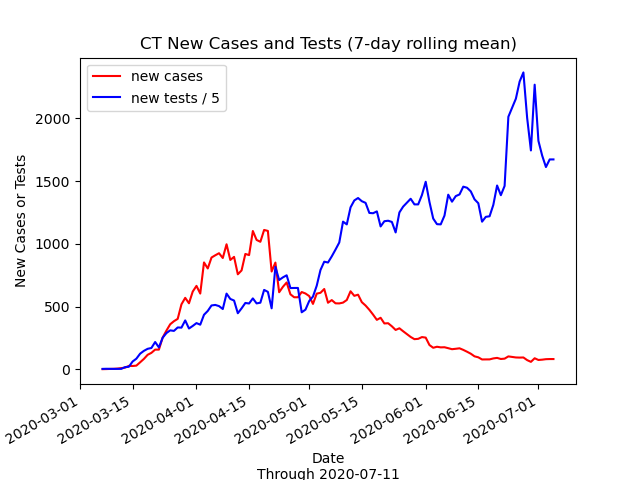 CT New Cases and Tests (7-day rolling mean)
new cases
new tests / 5
New Cases or Tests
2000
1500
1000
500
0
2020-03-01
2020-03-15
2020-04-01
2020-04-15
2020-05-01
2020-05-15
2020-06-01
2020-06-15
2020-07-01
Date
Through 2020-07-11